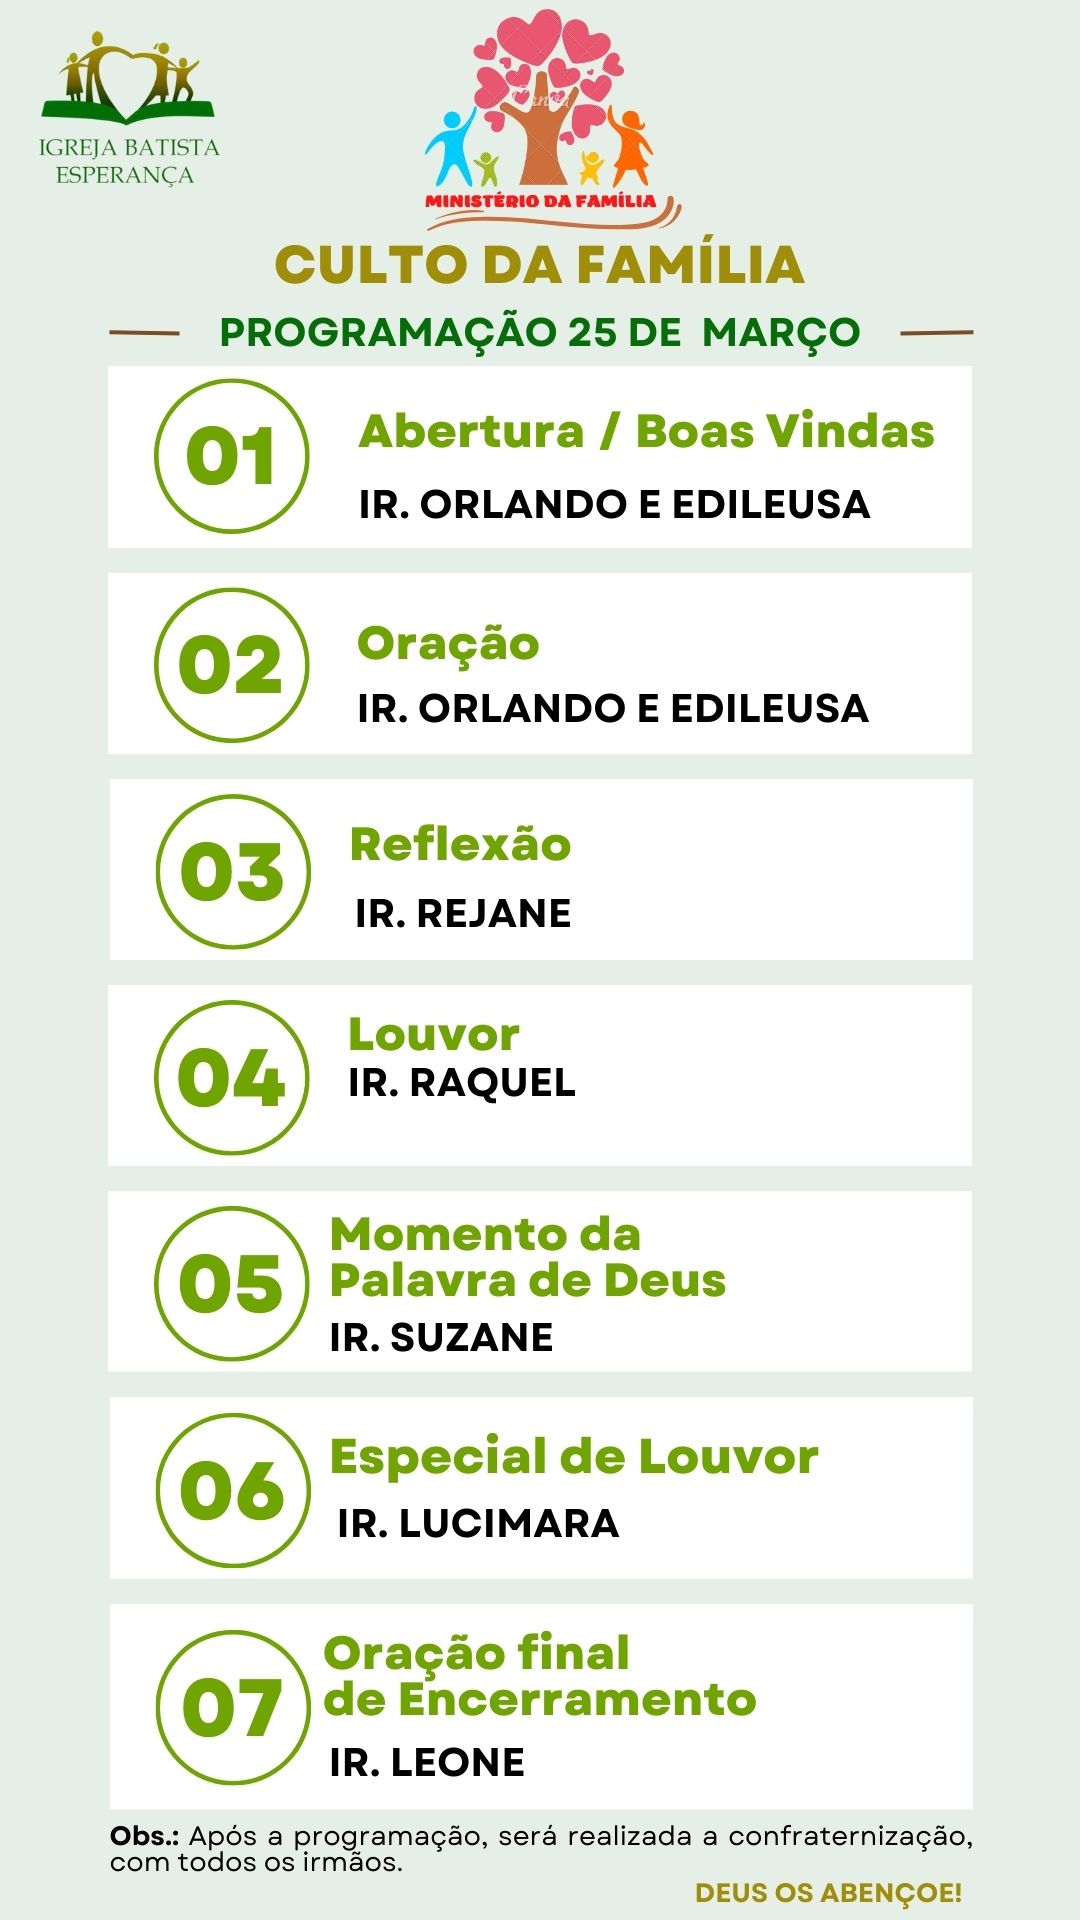 IGREJA BATISTA
ESPERANÇA
Canva
MINISTÉRIO DA FAMÍLIA
CULTO DA FAMÍLIA
PROGRAMAÇÃO 25 DE MARÇO
01
Abertura / Boas Vindas
IR. ORLANDO E EDILEUSA
02
Oração
IR. ORLANDO E EDILEUSA
03
Reflexão
IR. REJANE
04
Louvor
IR. RAQUEL
05
Momento da
Palavra de Deus
IR. SUZANE
06
Especial de Louvor
IR. LUCIMARA
07
Oração final
de Encerramento
IR. LEONE
Obs.: Após a programação, será realizada a confraternização,
com todos os irmãos.
DEUS OS ABENÇOE!